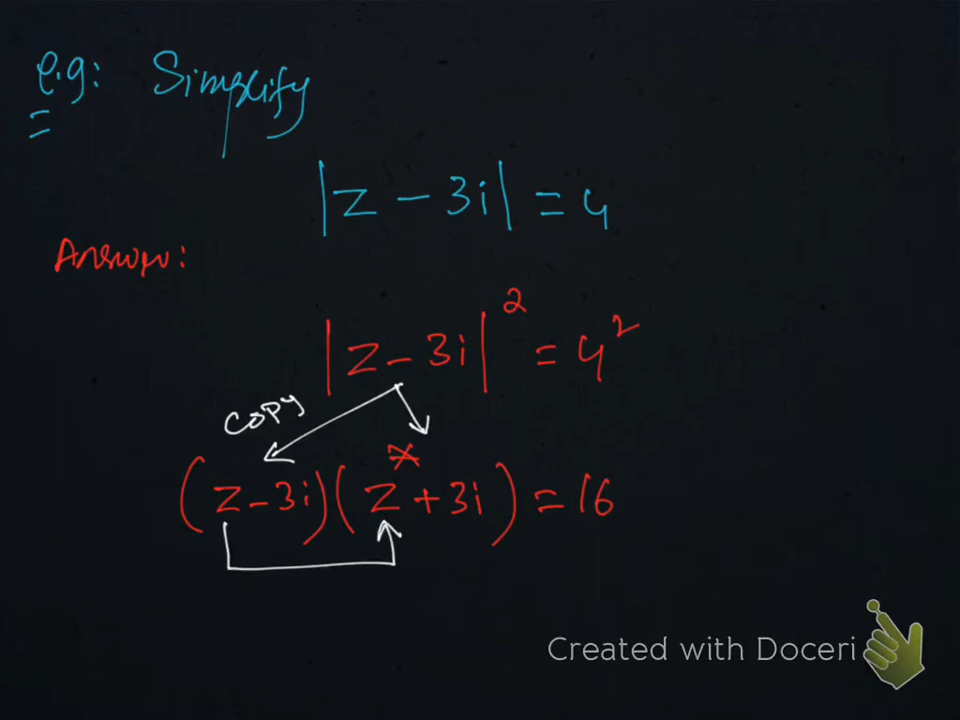 e.g: Simplify
|z - 3i| = 4
Answer:
|z - 3i|² = 4²
copy
(z - 3i)(z* + 3i) = 16
Created with Doceri